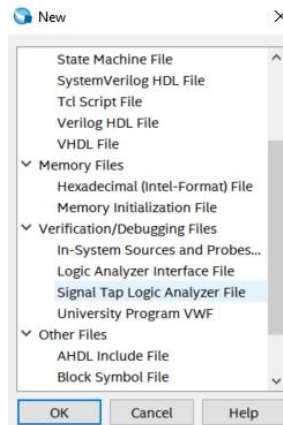 New
State Machine File
SystemVerilog HDL File
Tcl Script File
Verilog HDL File
VHDL File
Memory Files
Hexadecimal (Intel-Format) File
Memory Initialization File
Verification/Debugging Files
In-System Sources and Probes...
Logic Analyzer Interface File
Signal Tap Logic Analyzer File
University Program VWF
Other Files
AHDL Include File
Block Symbol File
OK Cancel Help